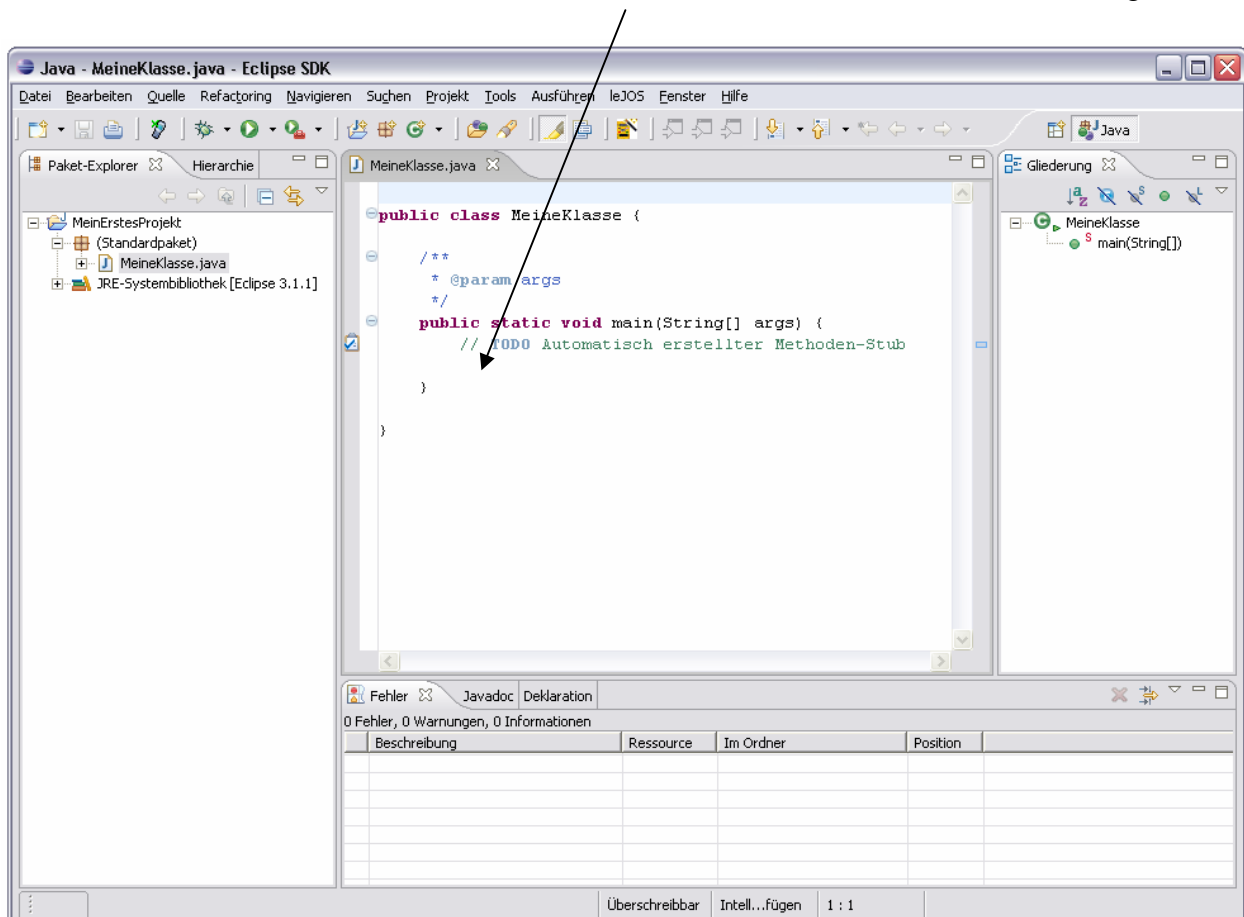 Java - MeineKlasse.java - Eclipse SDK
Datei Bearbeiten Quelle Refactoring Navigieren Suchen Projekt Tools Ausführen leJOS Fenster Hilfe
Java
Paket-Explorer Hierarchie
MeinErstesProjekt
(Standardpaket)
MeineKlasse.java
JRE-Systembibliothek [Eclipse 3.1.1]
MeineKlasse.java
public class MeineKlasse {
/**
* @param args
*/
public static void main(String[] args) {
// TODO Automatisch erstellter Methoden-Stub
}
}
Gliederung
MeineKlasse
main(String[])
Fehler Javadoc Deklaration
0 Fehler, 0 Warnungen, 0 Informationen
Beschreibung Ressource Im Ordner Position
Überschreibbar Intell...fügen 1 : 1